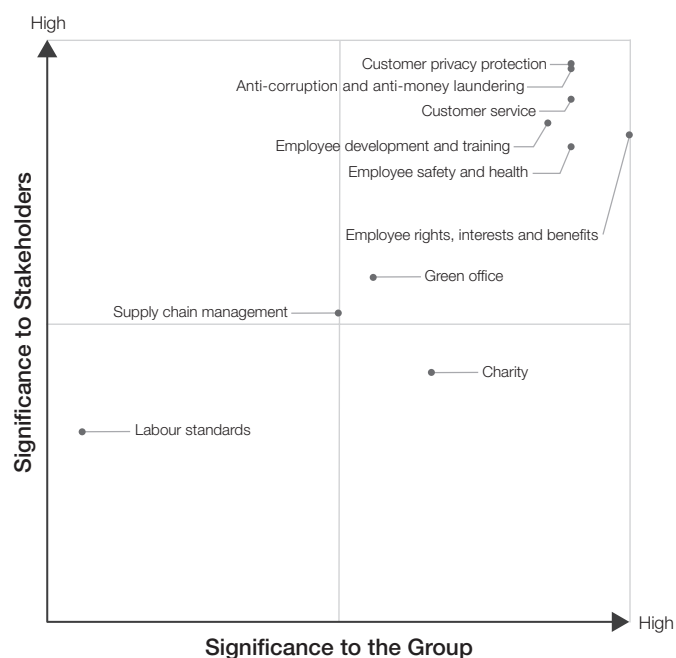 High
Customer privacy protection
Anti-corruption and anti-money laundering
Customer service
Employee development and training
Employee safety and health
Employee rights, interests and benefits
Green office
Supply chain management
Charity
Labour standards
Significance to Stakeholders
High
Significance to the Group